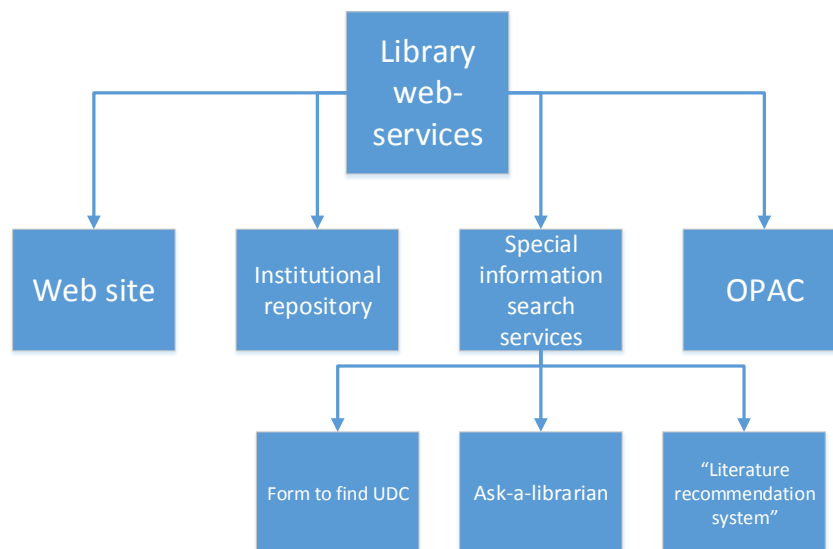 Library
web-
services
Web site
Institutional
repository
Special
information
search
services
OPAC
Form to find UDC
Ask-a-librarian
“Literature
recommendation
system”